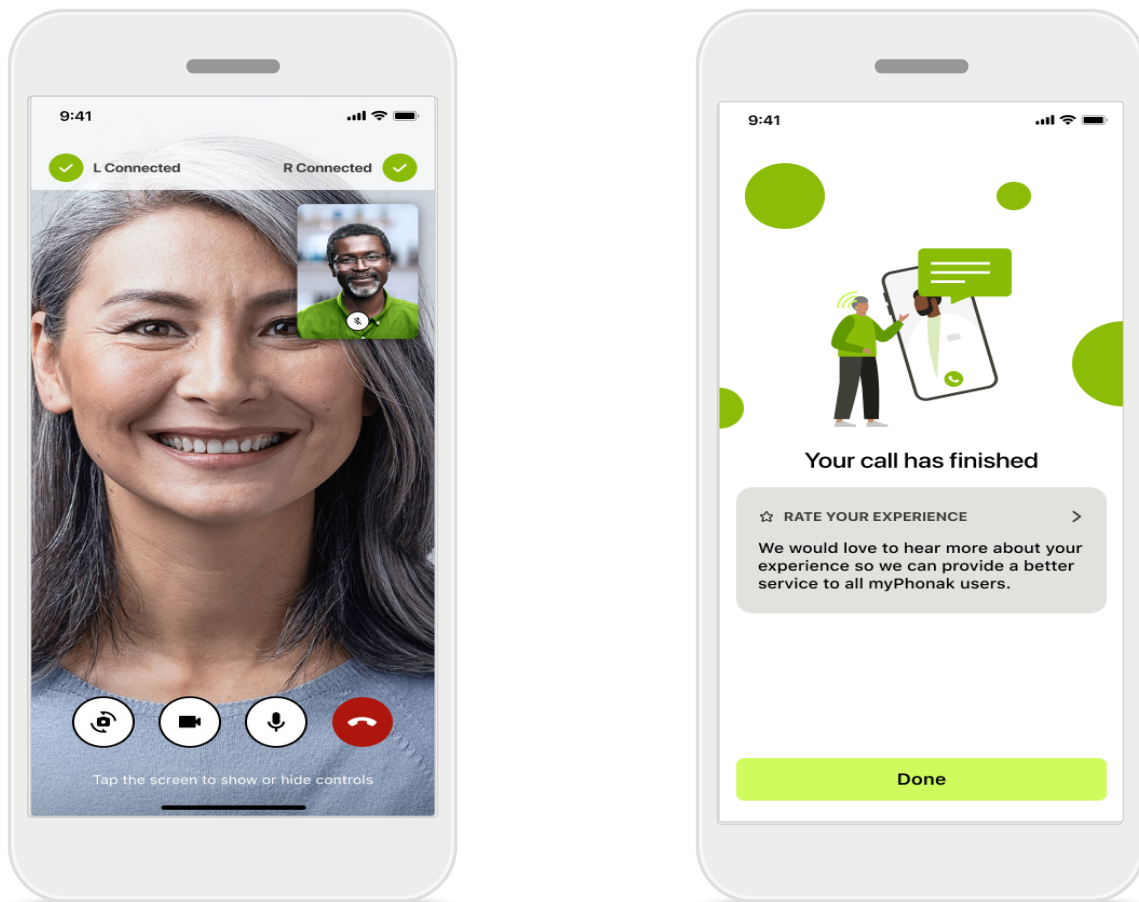 9:41
L Connected
R Connected
Tap the screen to show or hide controls
9:41
Your call has finished
RATE YOUR EXPERIENCE
We would love to hear more about your
experience so we can provide a better
service to all myPhonak users.
Done